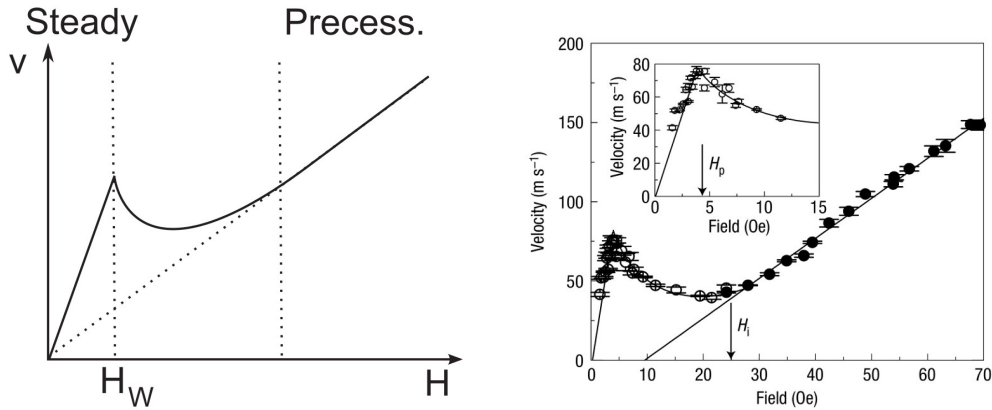 Steady
Precess.
v
H_W
H
200
150
100
50
0
Velocity (m s⁻¹)
0 10 20 30 40 50 60 70
Field (Oe)
H_i
80
60
40
20
0
Velocity (m s⁻¹)
0 5 10 15
Field (Oe)
H_p